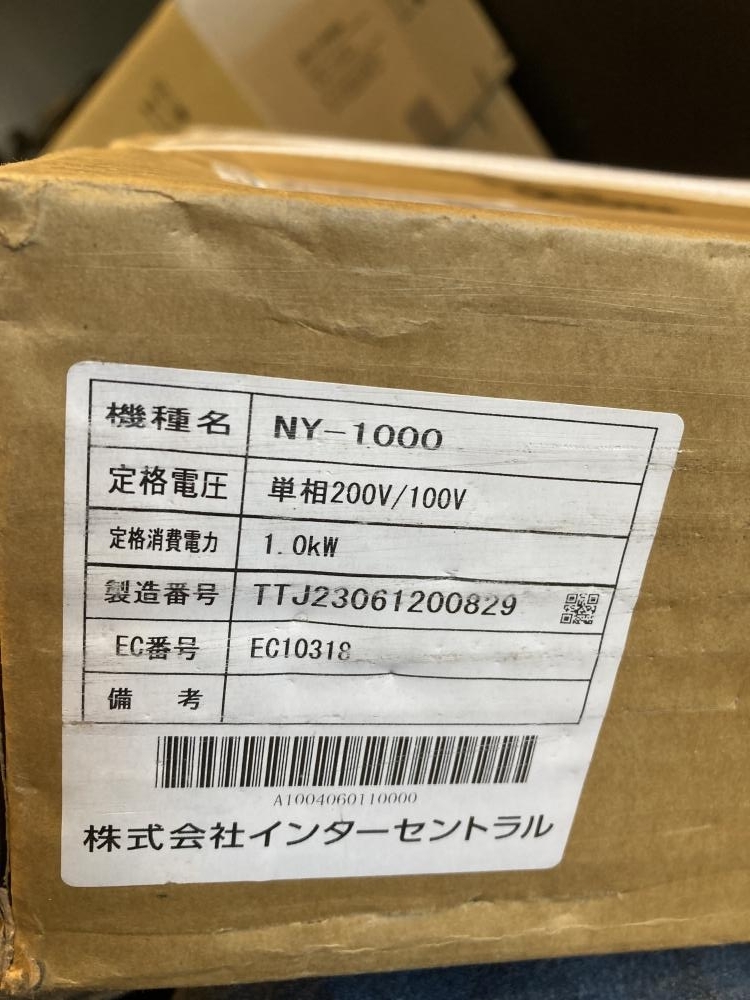 機種名 NY-1000
定格電圧 単相200V/100V
定格消費電力 1.0kW
製造番号 TTJ23061200829
EC番号 EC10318
備 考
A1004060110000
株式会社インターセントラル